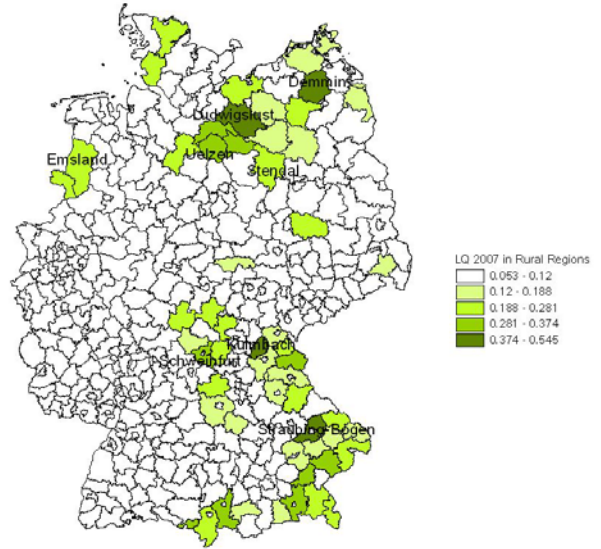 Demmin
Ludwigslust
Uelzen
Emsland
Stendal
LQ 2007 in Rural Regions
0.053 - 0.12
0.12 - 0.188
0.188 - 0.281
0.281 - 0.374
0.374 - 0.545
Kulmbach
Schweinfurt
Straubing-Bogen